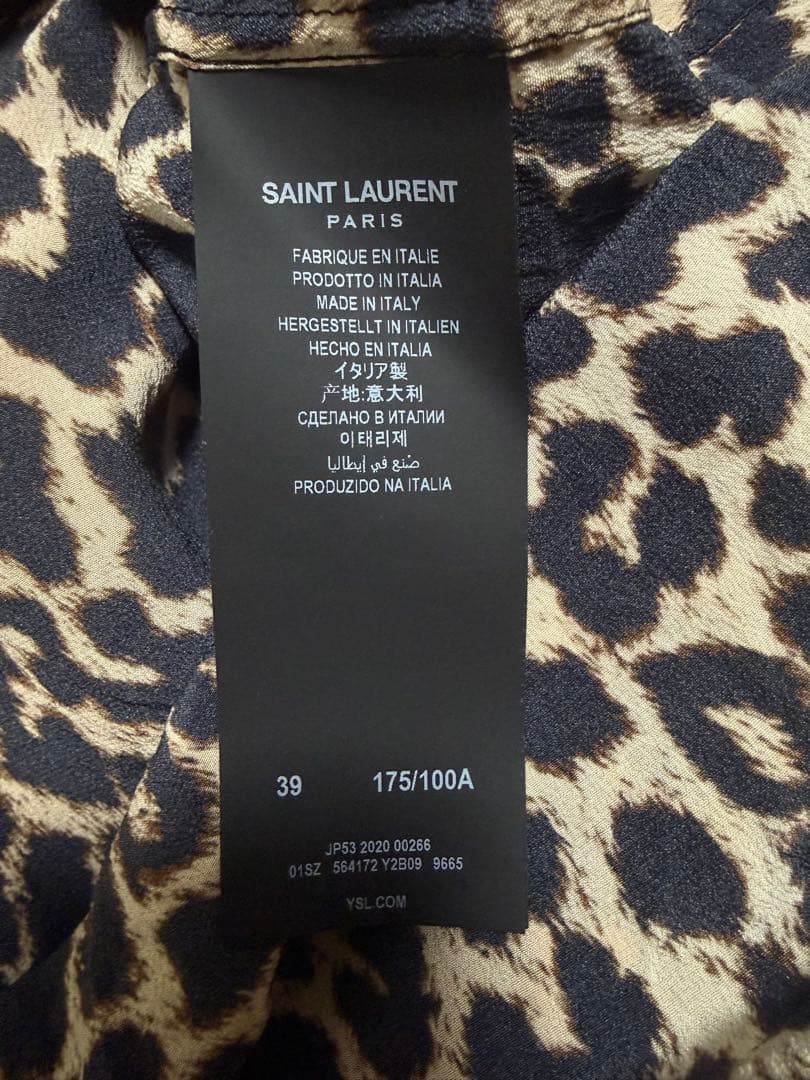 SAINT LAURENT
PARIS
FABRIQUE EN ITALIE
PRODOTTO IN ITALIA
MADE IN ITALY
HERGESTELLT IN ITALIEN
HECHO EN ITALIA
イタリア製
产地:意大利
СДЕЛАНО В ИТАЛИИ
이태리제
صنع في إيطاليا
PRODUZIDO NA ITALIA
39 175/100A
JP53 2020 00266
01SZ 564172 Y2B09 9665
YSL.COM